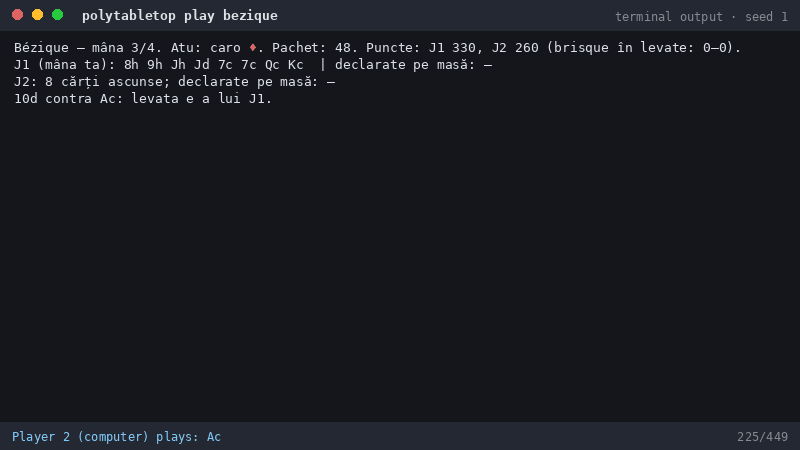 polytabletop play bezique
terminal output · seed 1
Bézique — mâna 3/4. Atu: caro ♦. Pachet: 48. Puncte: J1 330, J2 260 (brisque în levate: 0–0).
J1 (mâna ta): 8h 9h Jh Jd 7c 7c Qc Kc  | declarate pe masă: —
J2: 8 cărți ascunse; declarate pe masă: —
10d contra Ac: levata e a lui J1.
Player 2 (computer) plays: Ac
225/449